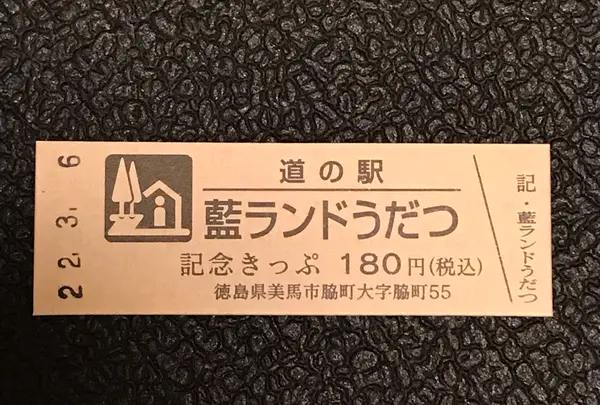 22.3.-6
道の駅
藍ランドうだつ
記念きっぷ 180円(税込)
徳島県美馬市脇町大字脇町55
記・藍ランドうだつ